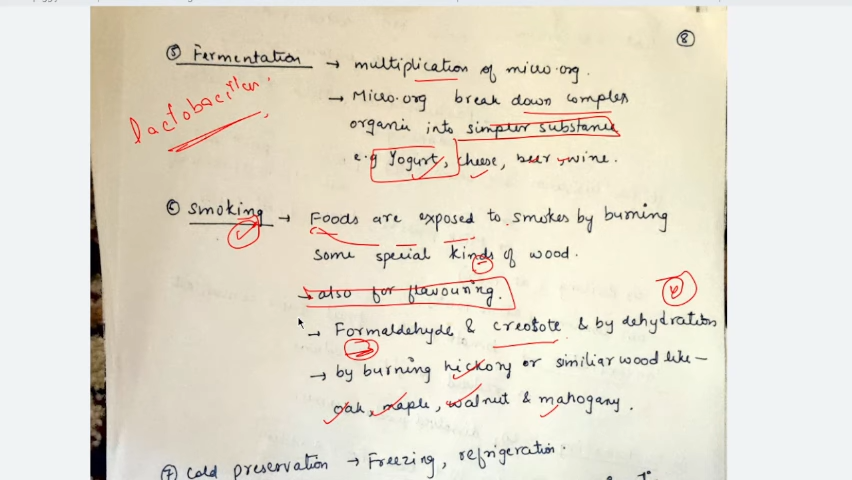 ⑧
⑤ Fermentation → multiplication of micro.org.
lactobacillus
→ Micro.org break down complex
organic into simpler substance
e.g Yogurt, cheese, beer, wine.
⑥ Smoking → Foods are exposed to smokes by burning
some special kinds of wood.
→ also for flavouring.
→ Formaldehyde & creosote & by dehydration
→ by burning hickory or similiar wood like –
oak, maple, walnut & mahogany.
⑦ Cold preservation → Freezing, refrigeration.